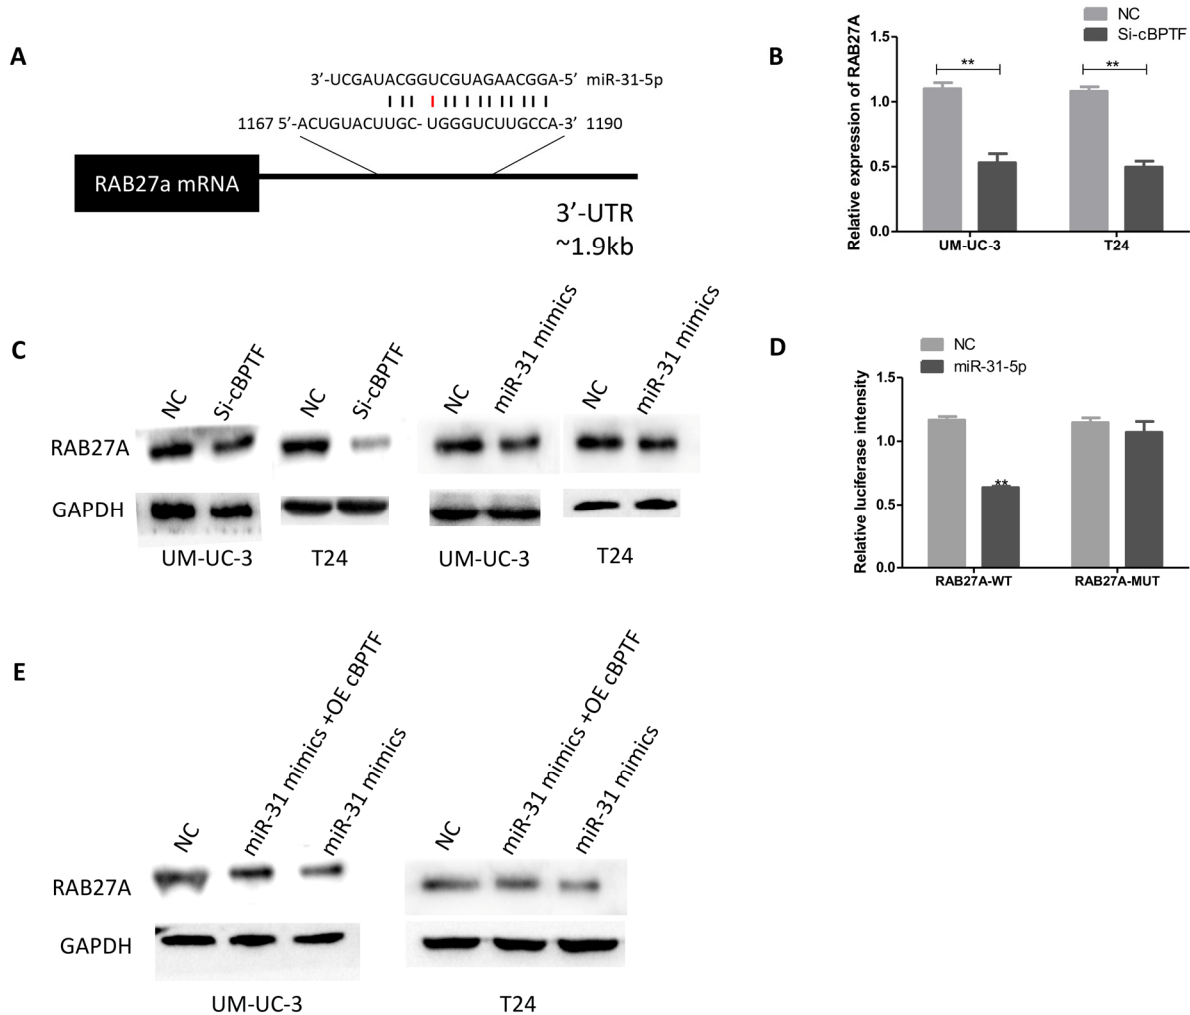 A
3’-UCGAUACGGUCGUAGAACGGA-5’ miR-31-5p
1167 5’-ACUGUACUUGC- UGGGUCUUGCCA-3’ 1190
RAB27a mRNA
3’-UTR
~1.9kb
B
NC
Si-cBPTF
Relative expression of RAB27A
1.5
1.0
0.5
0.0
** **
UM-UC-3 T24
C
NC Si-cBPTF NC Si-cBPTF NC miR-31 mimics NC miR-31 mimics
RAB27A
GAPDH
UM-UC-3 T24 UM-UC-3 T24
D
NC
miR-31-5p
Relative luciferase intensity
1.5
1.0
0.5
0.0
**
RAB27A-WT RAB27A-MUT
E
NC miR-31 mimics +OE cBPTF miR-31 mimics NC miR-31 mimics +OE cBPTF miR-31 mimics
RAB27A
GAPDH
UM-UC-3 T24